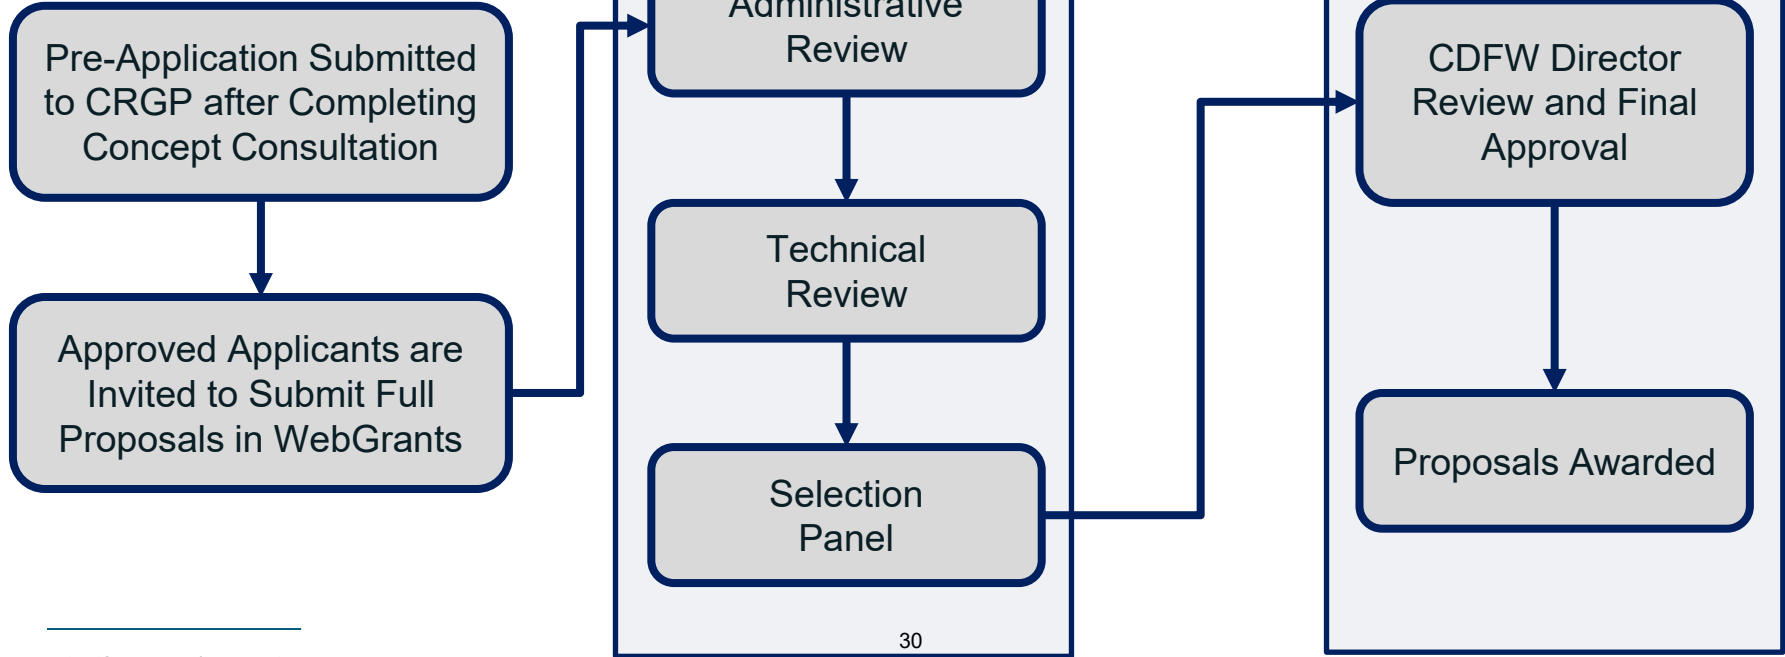 Pre-Application Submitted
to CRGP after Completing
Concept Consultation
Approved Applicants are
Invited to Submit Full
Proposals in WebGrants
Administrative
Review
Technical
Review
Selection
Panel
CDFW Director
Review and Final
Approval
Proposals Awarded
30